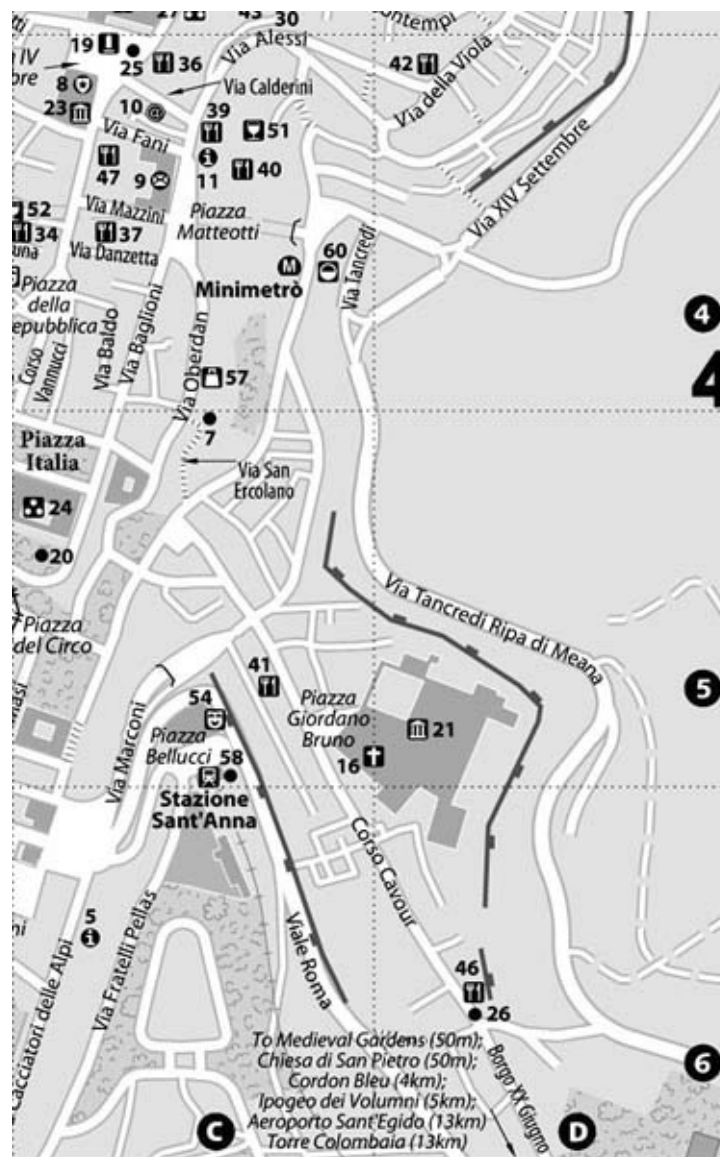 27
43
30
ontempi
19
Via Alessi
a IV
bre
25
36
42
Via della Viola
8
Via Calderini
23
10
@
39
51
Via Fani
Via XIV Settembre
47
9
11
40
52
Via Mazzini
Piazza
Matteotti
34
37
Via Danzetta
una
M
60
Via Tancredi
Minimetrò
Piazza
della
epubblica
4
4
Corso
Vannucci
Via Baldo
Via Baglioni
Via Oberdan
57
7
Piazza
Italia
Via San
Ercolano
24
20
Via Tancredi Ripa di Meana
Piazza
del Circo
41
5
54
Piazza
Giordano
Bruno
21
Via Marconi
Piazza
Bellucci
58
16
Stazione
Sant'Anna
Corso Cavour
5
Via Fratelli Pellas
Viale Roma
Cacciatori delle Alpi
46
26
To Medieval Gardens (50m);
Chiesa di San Pietro (50m);
Cordon Bleu (4km);
Ipogeo dei Volumni (5km);
Aeroporto Sant'Egido (13km)
Torre Colombaia (13km)
Borgo XX Giugno
6
C
D